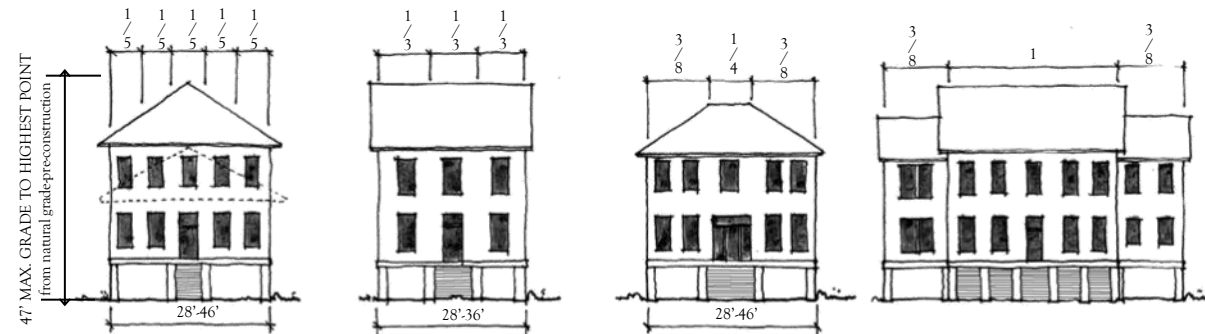 1/5 1/5 1/5 1/5 1/5
1/3 1/3 1/3
3/8 1/4 3/8
3/8 1 3/8
47' MAX. GRADE TO HIGHEST POINT
from natural grade-pre-construction
28'-46'
28'-36'
28'-46'